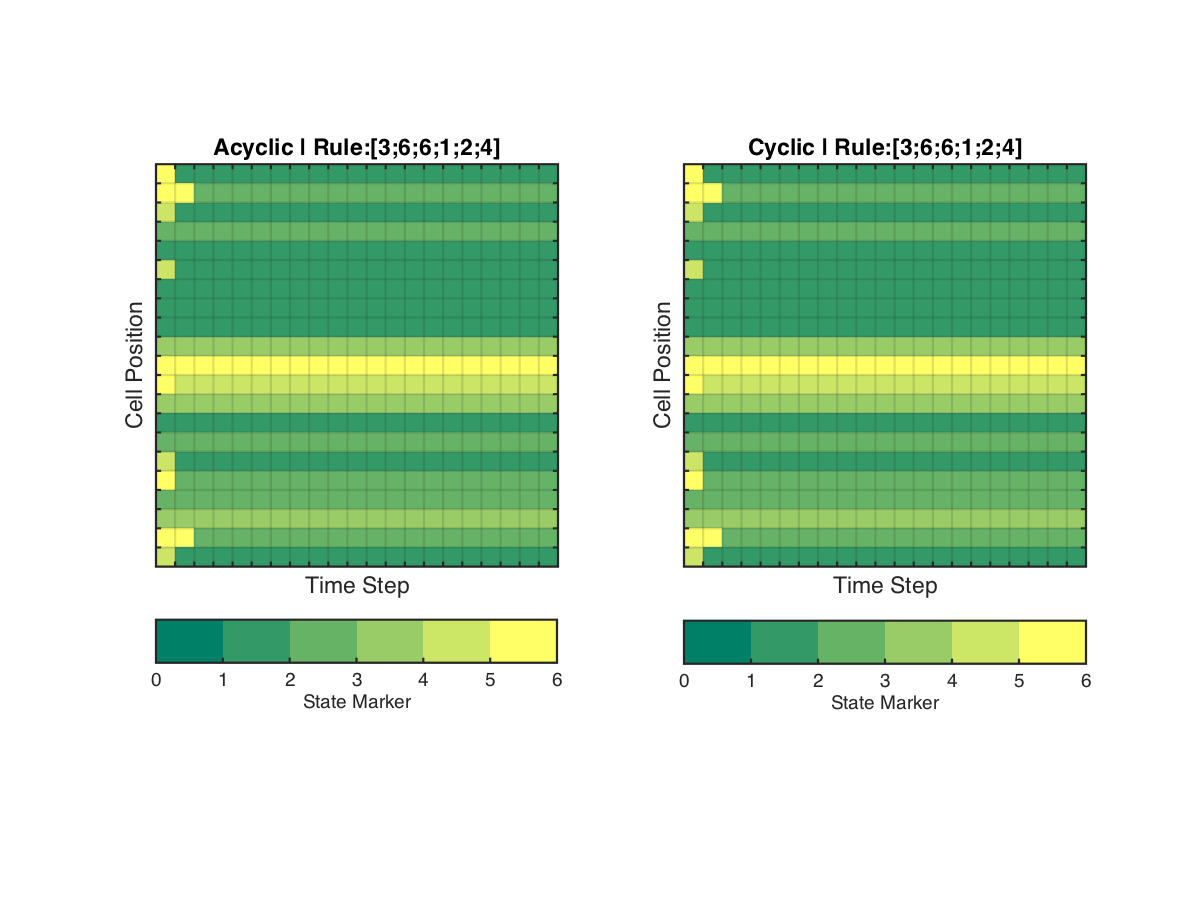 Acyclic | Rule:[3;6;6;1;2;4]
Cell Position
Time Step
0 1 2 3 4 5 6
State Marker
Cyclic | Rule:[3;6;6;1;2;4]
Cell Position
Time Step
0 1 2 3 4 5 6
State Marker